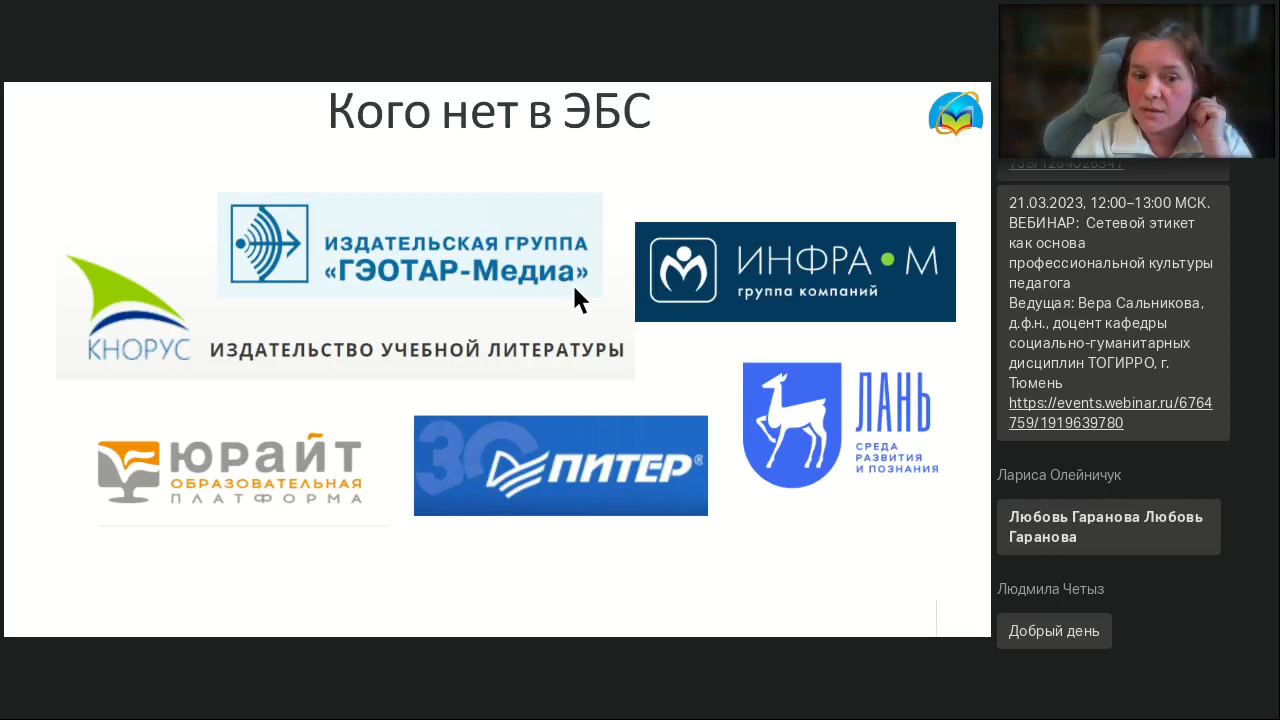 Кого нет в ЭБС
ИЗДАТЕЛЬСКАЯ ГРУППА
«ГЭОТАР-Медиа»
ИНФРА • М
группа компаний
КНОРУС
ИЗДАТЕЛЬСТВО УЧЕБНОЙ ЛИТЕРАТУРЫ
ЛАНЬ
СРЕДА
РАЗВИТИЯ
И ПОЗНАНИЯ
ЮРАЙТ
ОБРАЗОВАТЕЛЬНАЯ
ПЛАТФОРМА
30
ПИТЕР®
21.03.2023, 12:00–13:00 МСК.
ВЕБИНАР: Сетевой этикет
как основа
профессиональной культуры
педагога
Ведущая: Вера Сальникова,
д.ф.н., доцент кафедры
социально-гуманитарных
дисциплин ТОГИРРО, г.
Тюмень
https://events.webinar.ru/6764
759/1919639780
Лариса Олейничук
Любовь Гаранова Любовь
Гаранова
Людмила Четыз
Добрый день